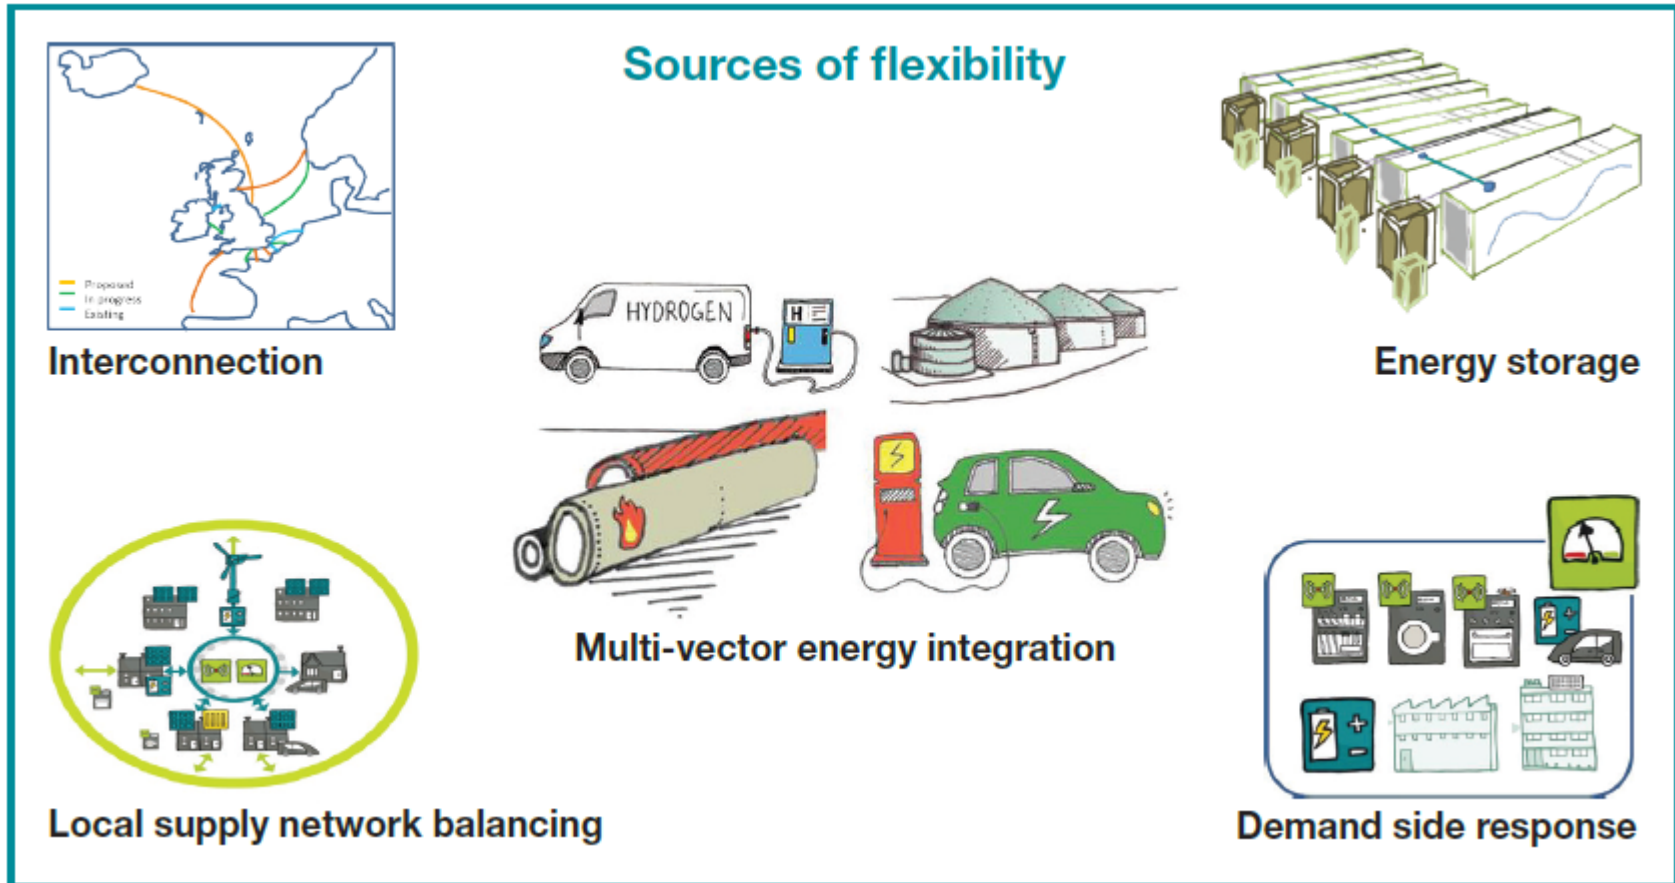 Sources of flexibility
Proposed
In progress
Existing
Interconnection
HYDROGEN
H
Energy storage
Multi-vector energy integration
Local supply network balancing
Demand side response